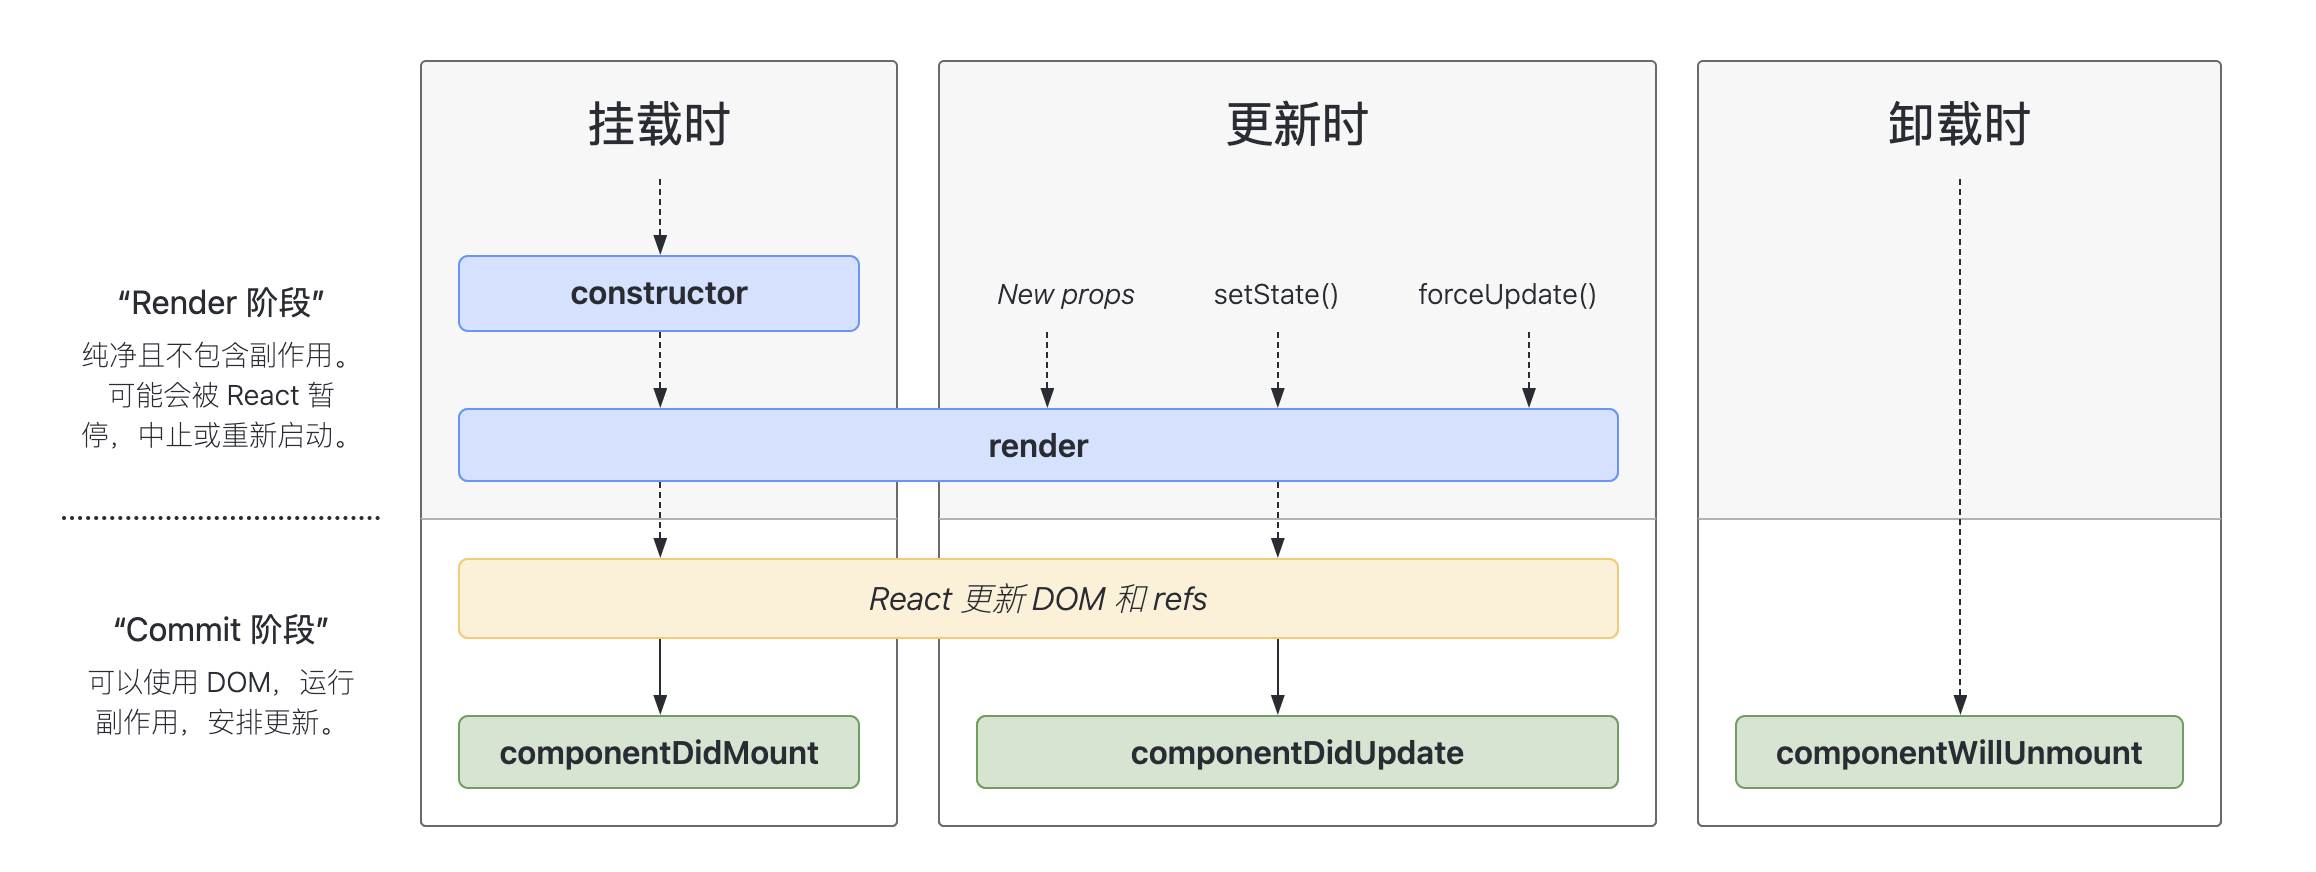 挂载时
更新时
卸载时
“Render 阶段”
纯净且不包含副作用。
可能会被 React 暂
停，中止或重新启动。
constructor
New props
setState()
forceUpdate()
render
“Commit 阶段”
可以使用 DOM，运行
副作用，安排更新。
React 更新 DOM 和 refs
componentDidMount
componentDidUpdate
componentWillUnmount